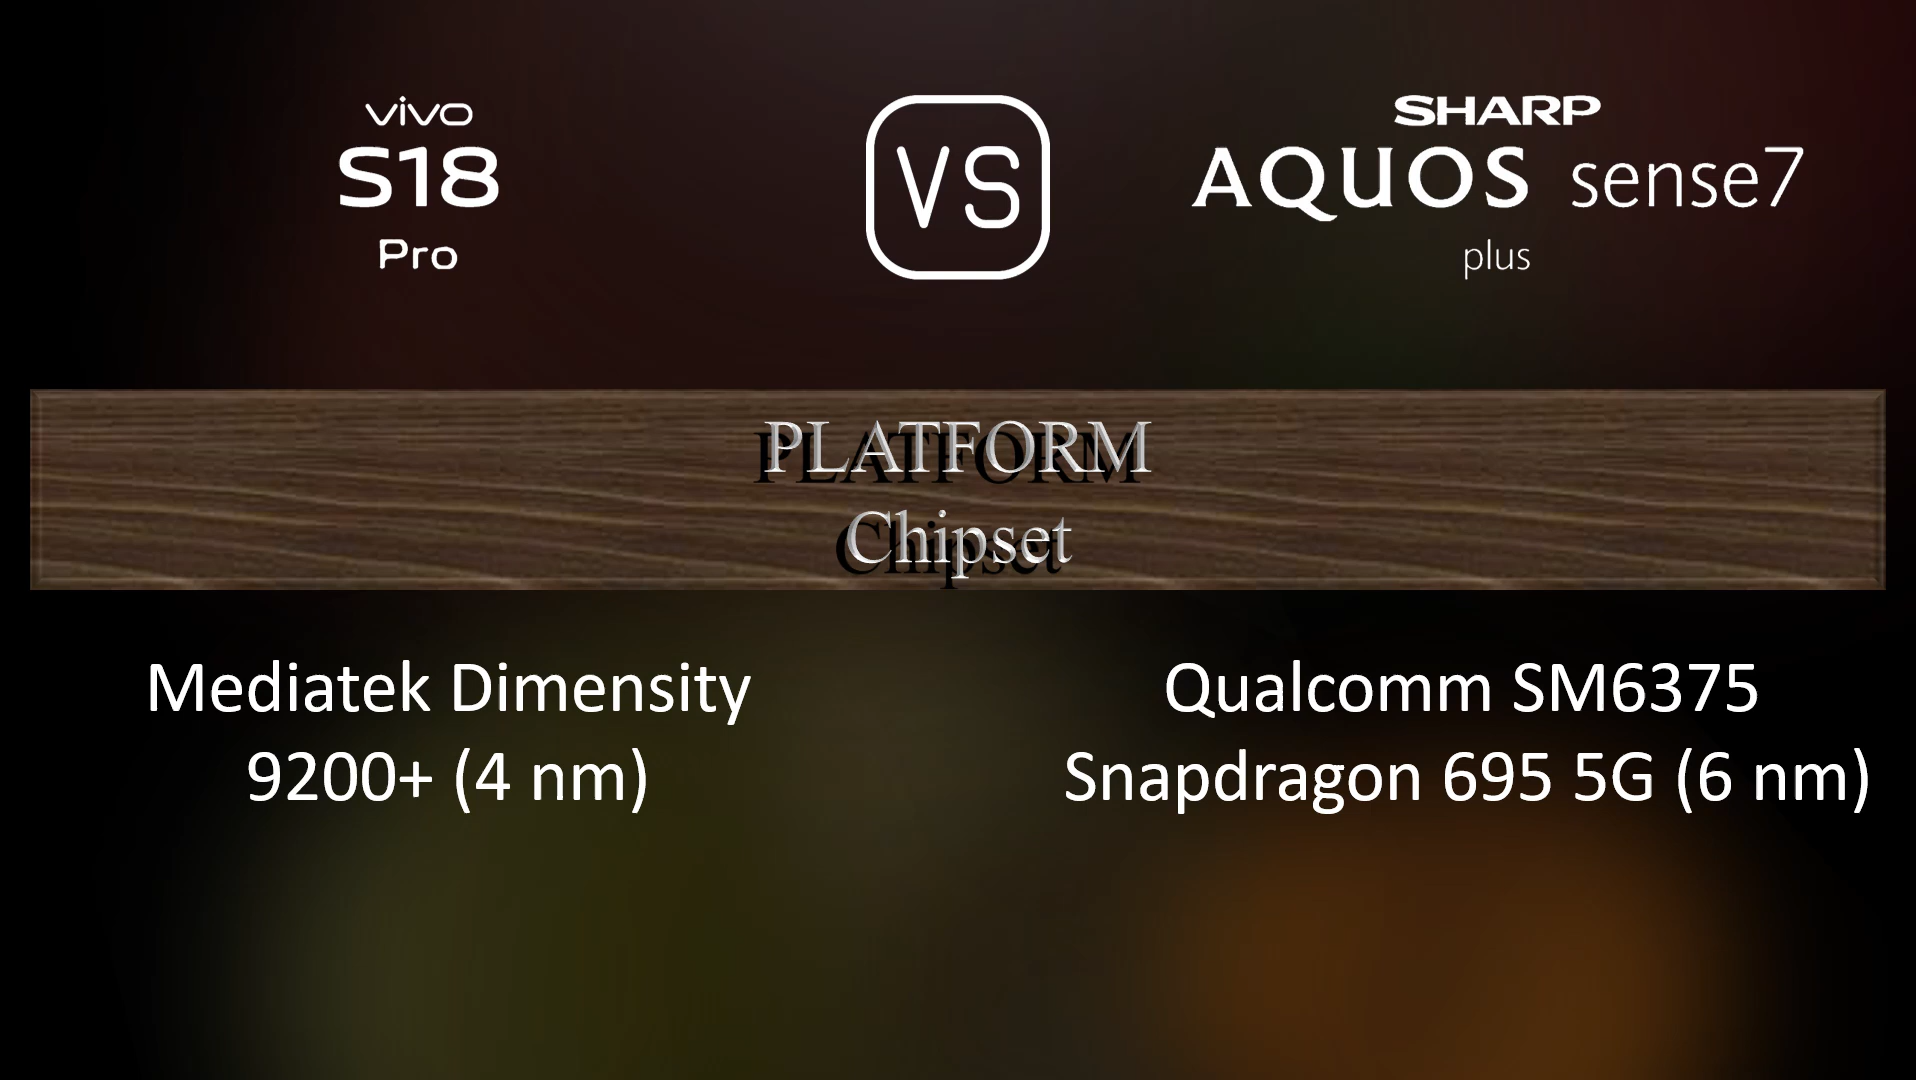 vivo
S18
Pro
VS
SHARP
AQUOS sense7
plus
PLATFORM
Chipset
Mediatek Dimensity
9200+ (4 nm)
Qualcomm SM6375
Snapdragon 695 5G (6 nm)